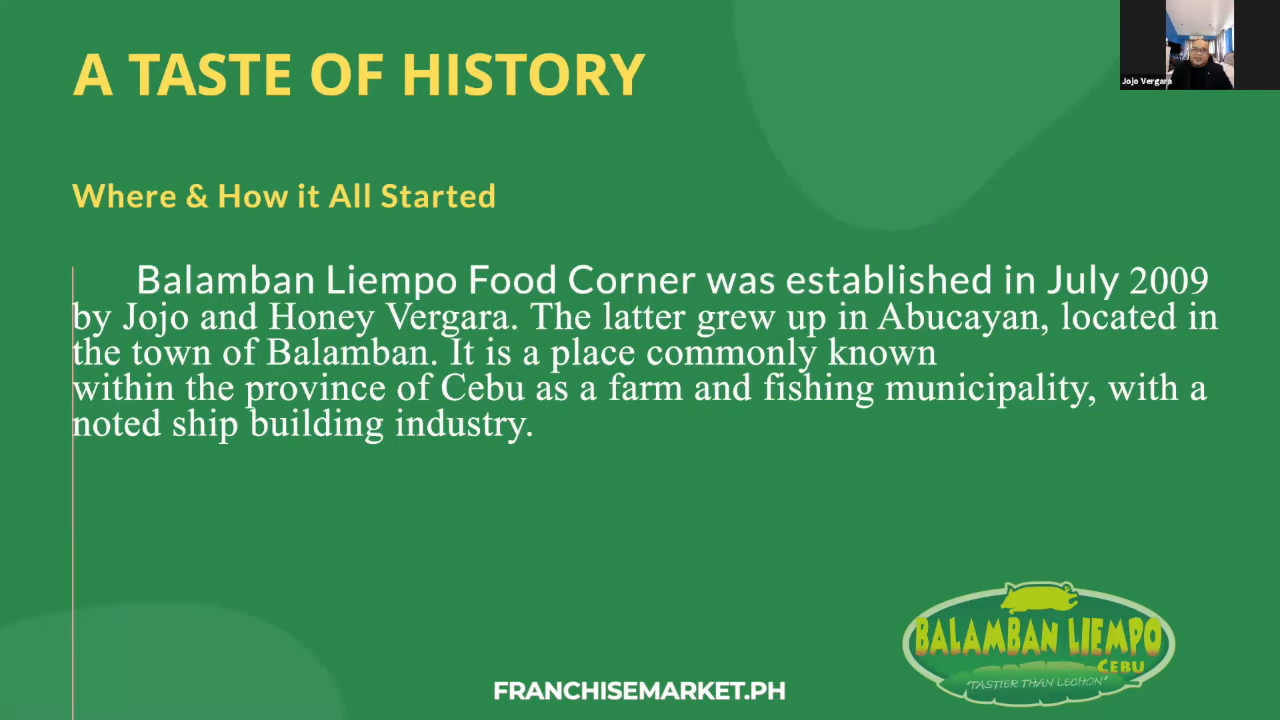 A TASTE OF HISTORY
Jojo Vergara
Where & How it All Started
Balamban Liempo Food Corner was established in July 2009
by Jojo and Honey Vergara. The latter grew up in Abucayan, located in
the town of Balamban. It is a place commonly known
within the province of Cebu as a farm and fishing municipality, with a
noted ship building industry.
BALAMBAN LIEMPO
CEBU
"TASTIER THAN LECHON"
FRANCHISEMARKET.PH